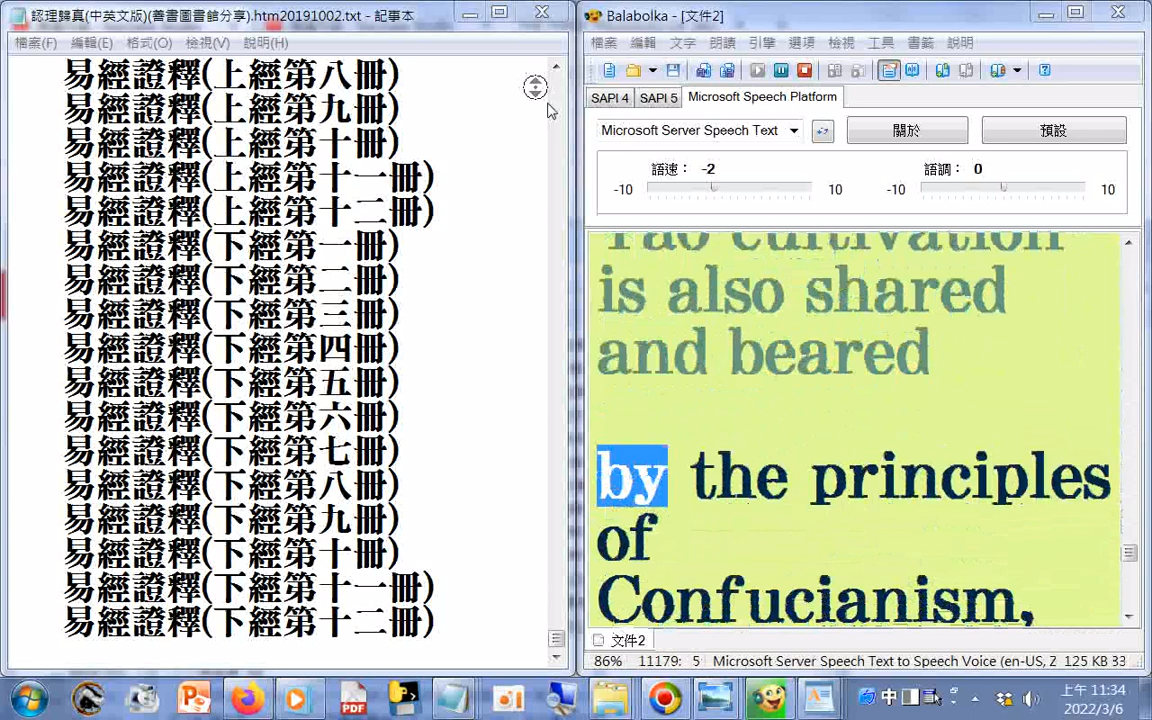 認理歸真(中英文版)(善書圖書館分享).htm20191002.txt - 記事本
檔案(F) 編輯(E) 格式(O) 檢視(V) 說明(H)
易經證釋(上經第八冊)
易經證釋(上經第九冊)
易經證釋(上經第十冊)
易經證釋(上經第十一冊)
易經證釋(上經第十二冊)
易經證釋(下經第一冊)
易經證釋(下經第二冊)
易經證釋(下經第三冊)
易經證釋(下經第四冊)
易經證釋(下經第五冊)
易經證釋(下經第六冊)
易經證釋(下經第七冊)
易經證釋(下經第八冊)
易經證釋(下經第九冊)
易經證釋(下經第十冊)
易經證釋(下經第十一冊)
易經證釋(下經第十二冊)
Balabolka - [文件2]
檔案 編輯 文字 朗讀 引擎 選項 檢視 工具 書籤 說明
SAPI 4 SAPI 5 Microsoft Speech Platform
Microsoft Server Speech Text 關於 預設
語速： -2 語調： 0
-10 10 -10 10
Tao cultivation
is also shared
and beared
by the principles
of
Confucianism,
文件2
86% 11179: 5 Microsoft Server Speech Text to Speech Voice (en-US, Z 125 KB 33
PDF 中 上午 11:34
2022/3/6